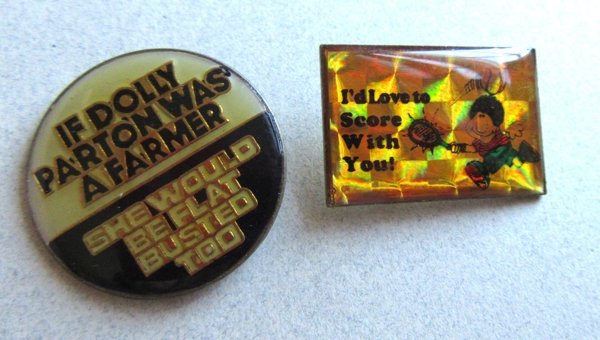 IF DOLLY
PARTON WAS
A FARMER
SHE WOULD
BE FLAT
BUSTED
TOO
I'd Love to
Score
With
You!